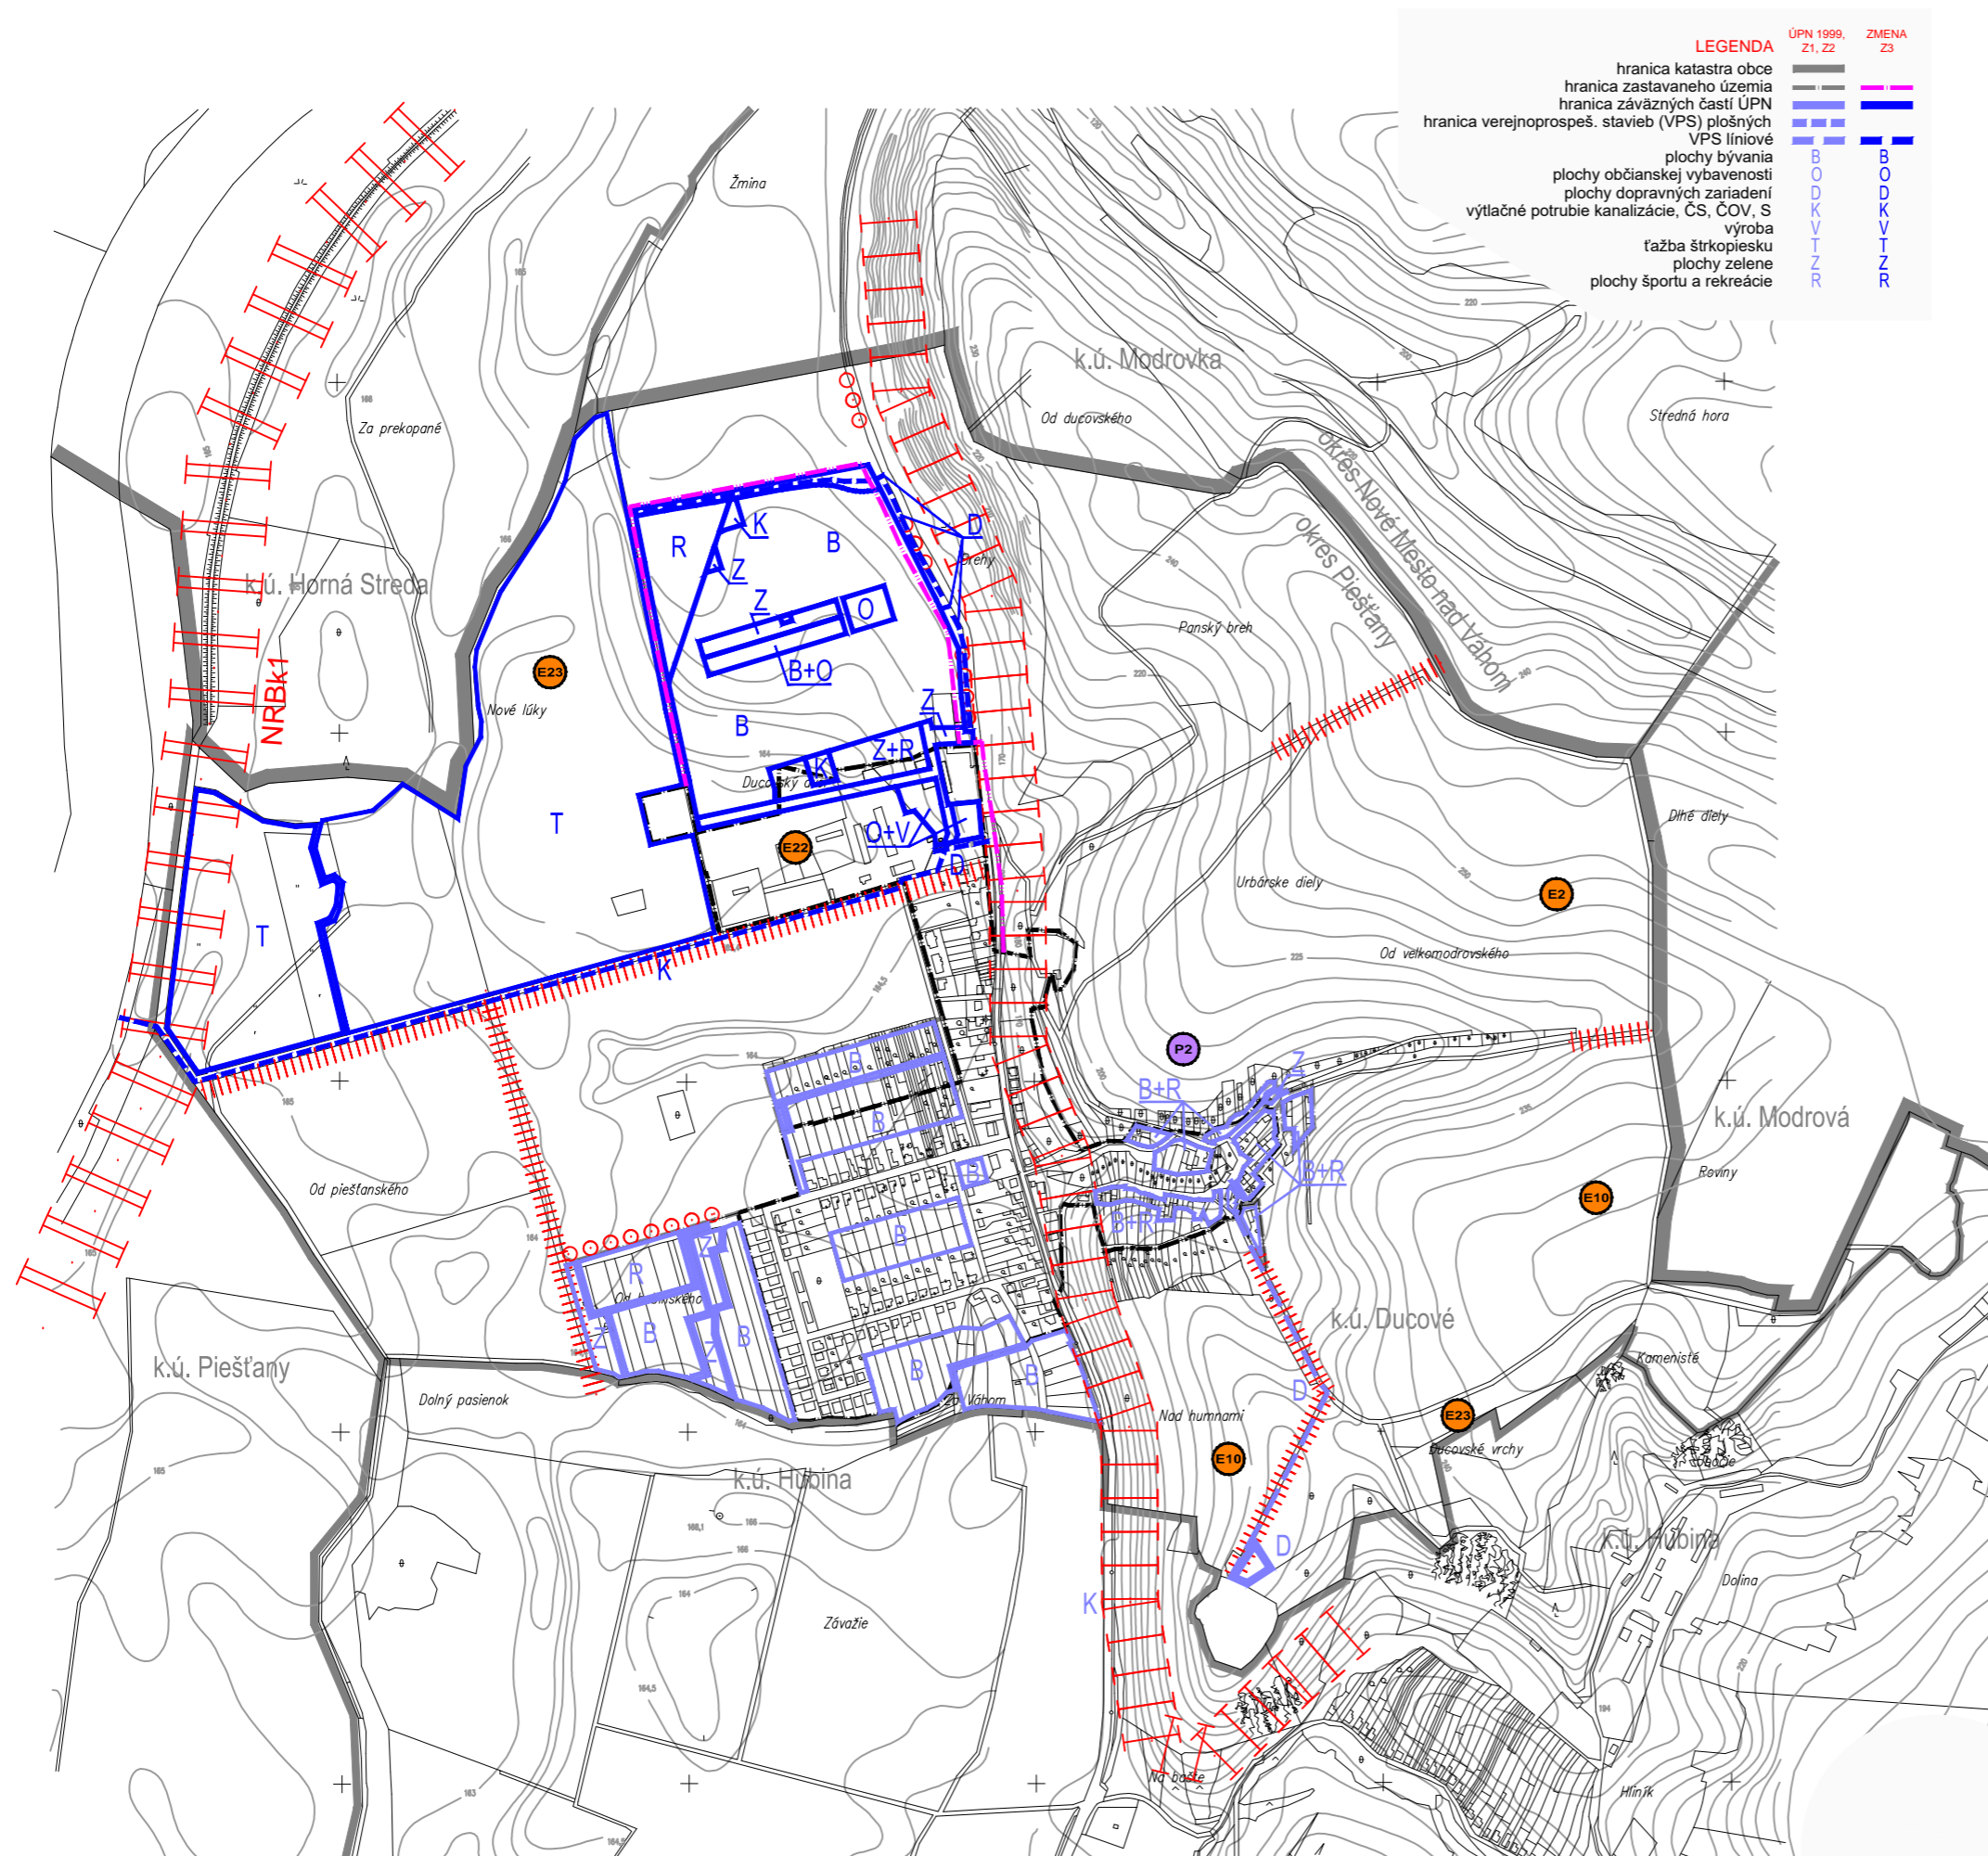 ÚPN 1999, ZMENA
LEGENDA Z1, Z2 Z3
hranica katastra obce
hranica zastavaneho územia
hranica záväzných častí ÚPN
hranica verejnoprospeš. stavieb (VPS) plošných
VPS líniové
plochy bývania B B
plochy občianskej vybavenosti O O
plochy dopravných zariadení D D
výtlačné potrubie kanalizácie, ČS, ČOV, S K K
výroba V V
ťažba štrkopiesku T T
plochy zelene Z Z
plochy športu a rekreácie R R
Žmina
k.ú. Modrovka
Od ducovského
Stredná hora
Za prekopané
okres Nové Mesto nad Váhom
okres Piešťany
k.ú. Horná Streda
NRBk1
K
R
B
D
Z
Z
O
B+O
Brehy
Panský breh
E23
Nové lúky
Z
B
Z+R
K
T
O+V
E22
D
Dlhé diely
Urbárske diely
E2
T
K
Od velkomodrovského
P2
B
B
B
B
B+R
Z
B+R
B+R
k.ú. Modrová
Roviny
E10
Od piešťanského
R
Z
Z
B
Z
B
B
B
k.ú. Ducové
Kamenisté
k.ú. Piešťany
Dolný pasienok
Za Váhom
D
Nad humnami
E23
Ducovské vrchy
E10
k.ú. Hubina
D
k.ú. Hubina
Dolina
K
Závažie
Na bašte
Hliník